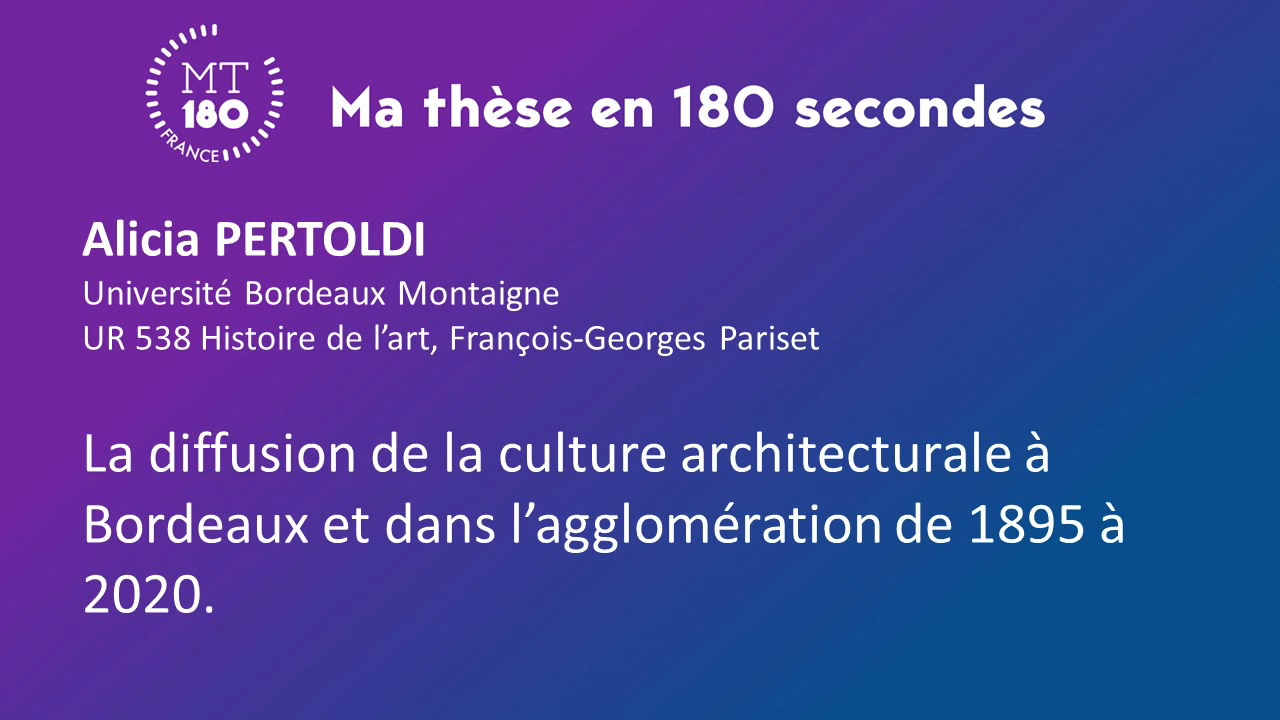 MT
180
FRANCE
Ma thèse en 180 secondes
Alicia PERTOLDI
Université Bordeaux Montaigne
UR 538 Histoire de l’art, François-Georges Pariset
La diffusion de la culture architecturale à
Bordeaux et dans l’agglomération de 1895 à
2020.